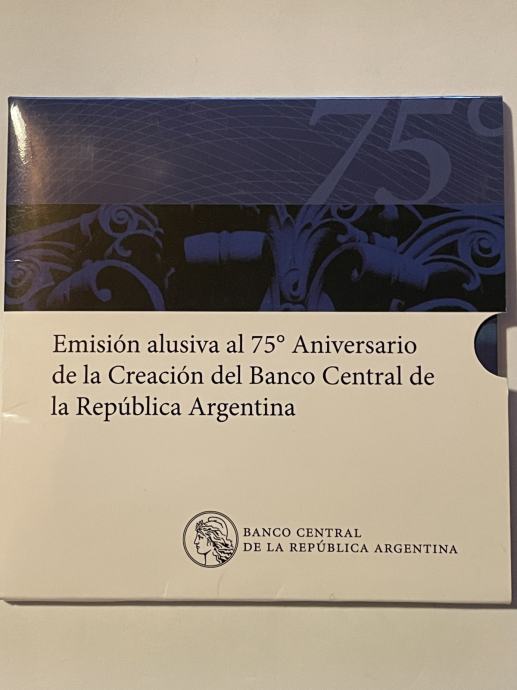 75°
Emisión alusiva al 75° Aniversario
de la Creación del Banco Central de
la República Argentina
BANCO CENTRAL
DE LA REPÚBLICA ARGENTINA